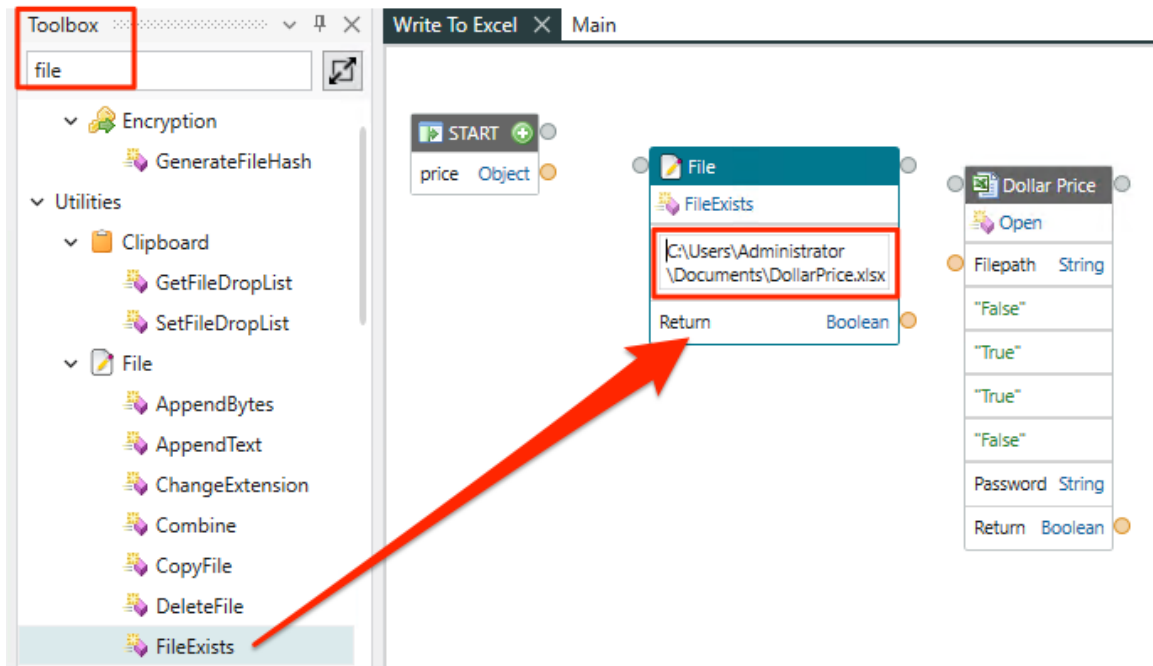 Toolbox
file
Encryption
GenerateFileHash
Utilities
Clipboard
GetFileDropList
SetFileDropList
File
AppendBytes
AppendText
ChangeExtension
Combine
CopyFile
DeleteFile
FileExists
Write To Excel
Main
START
price Object
File
FileExists
C:\Users\Administrator
\Documents\DollarPrice.xlsx
Return Boolean
Dollar Price
Open
Filepath String
"False"
"True"
"True"
"False"
Password String
Return Boolean